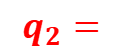 q₂ =